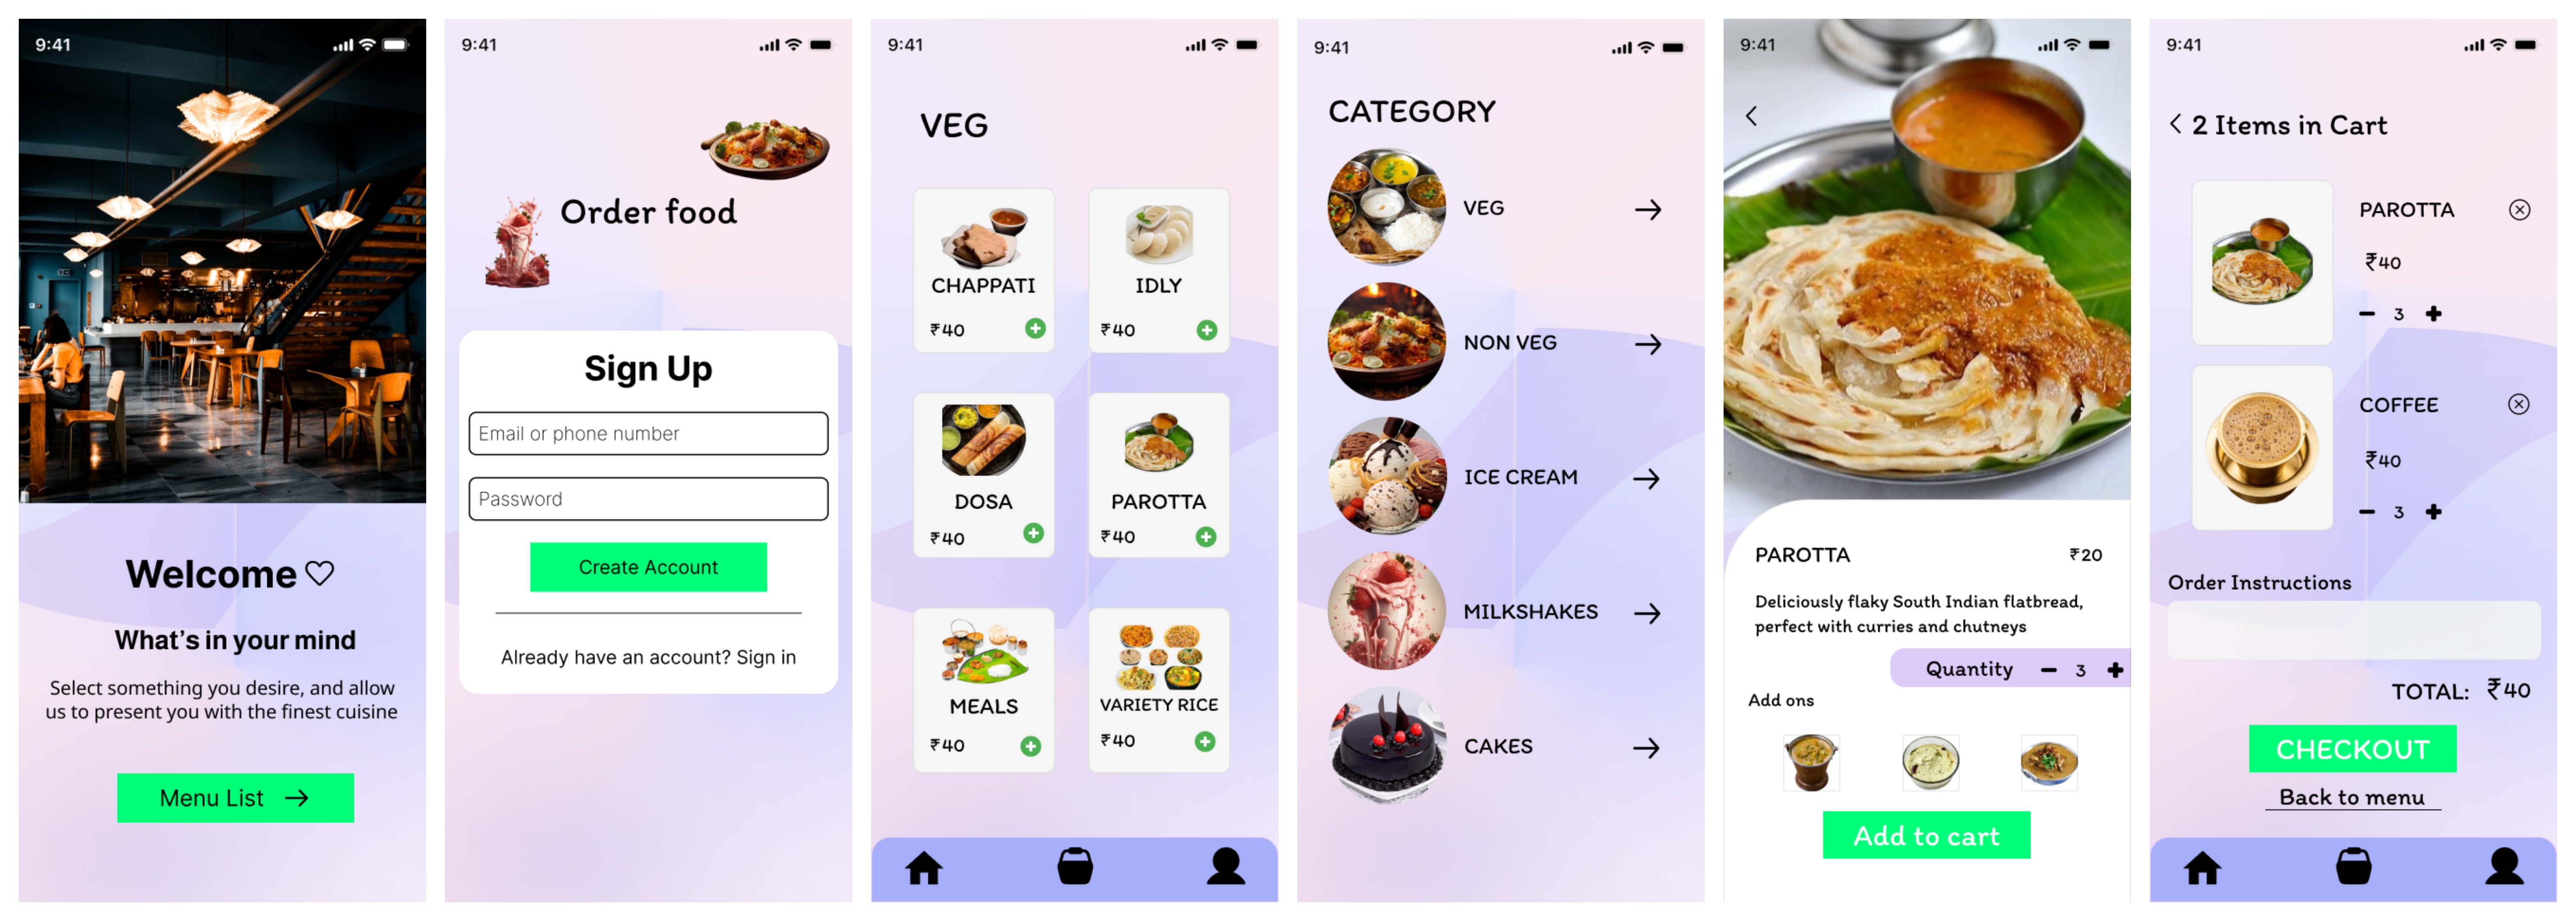 9:41
Welcome
What's in your mind
Select something you desire, and allow
us to present you with the finest cuisine
Menu List
9:41
Order food
Sign Up
Email or phone number
Password
Create Account
Already have an account? Sign in
9:41
VEG
CHAPPATI
₹40
IDLY
₹40
DOSA
₹40
PAROTTA
₹40
MEALS
₹40
VARIETY RICE
₹40
9:41
CATEGORY
VEG
NON VEG
ICE CREAM
MILKSHAKES
CAKES
9:41
PAROTTA
₹20
Deliciously flaky South Indian flatbread,
perfect with curries and chutneys
Quantity
3
Add ons
Add to cart
9:41
2 Items in Cart
PAROTTA
₹40
3
COFFEE
₹40
3
Order Instructions
TOTAL: ₹40
CHECKOUT
Back to menu